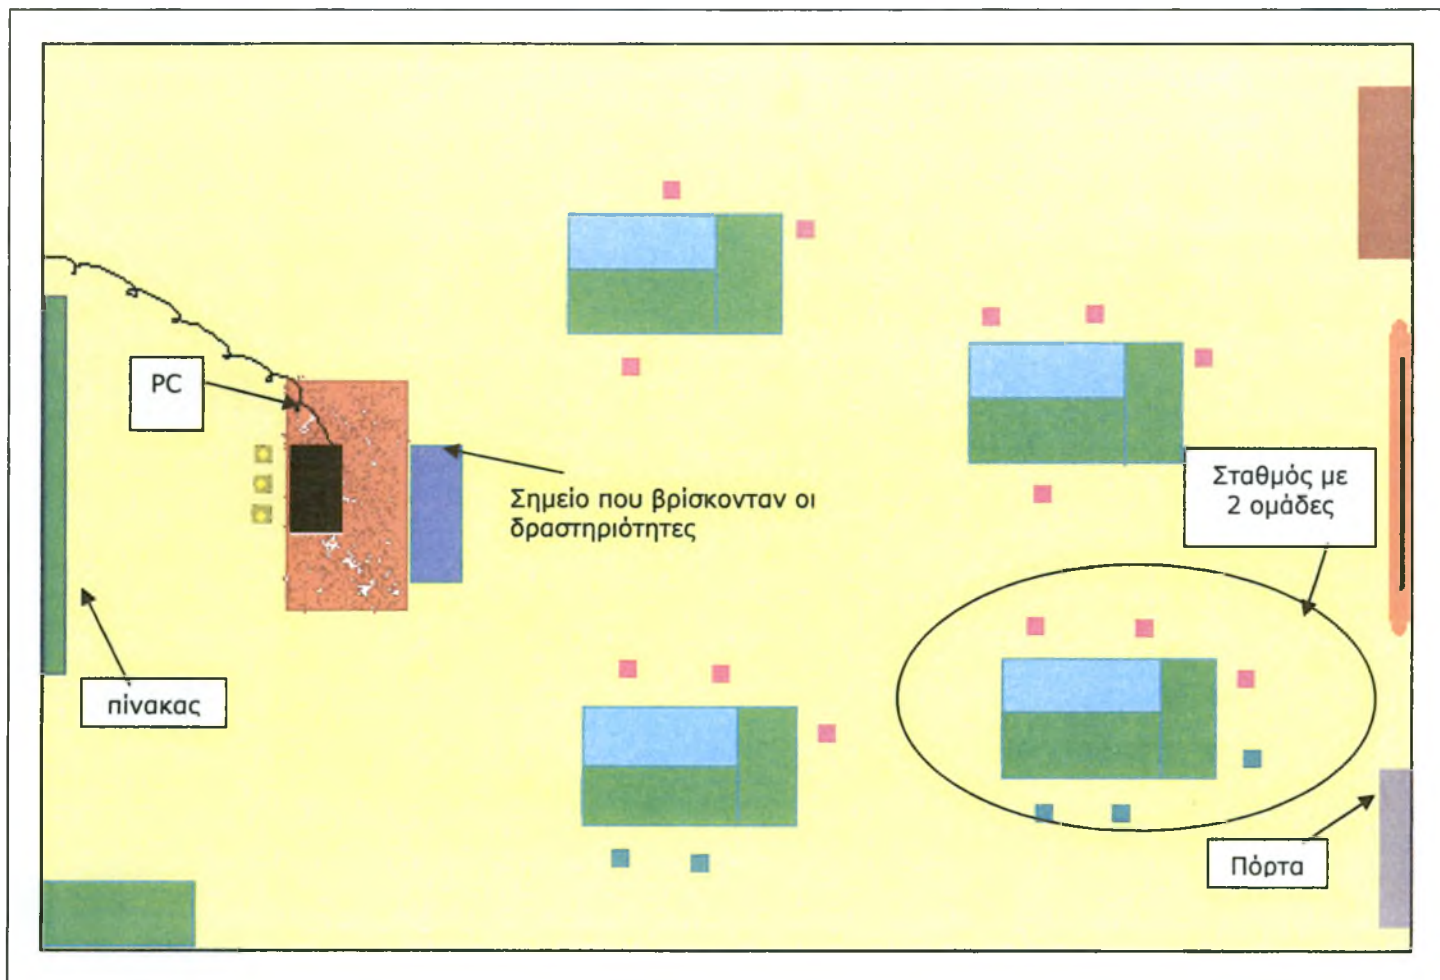 PC
Σημείο που βρίσκονταν οι
δραστηριότητες
Σταθμός με
2 ομάδες
πίνακας
Πόρτα